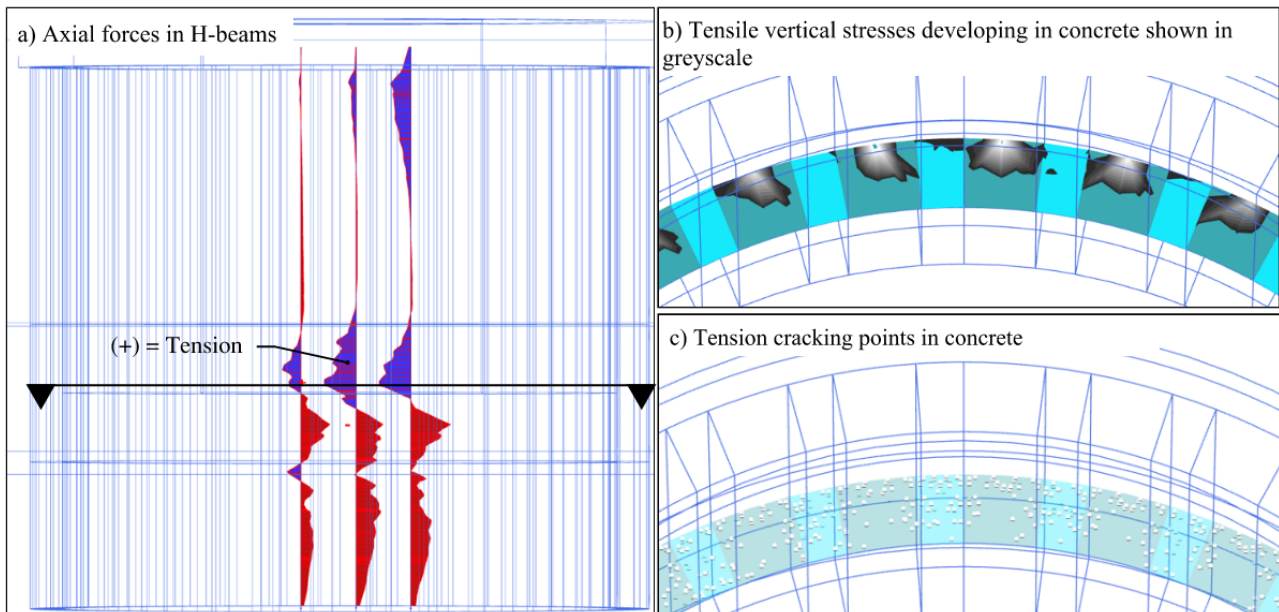 a) Axial forces in H-beams
(+) = Tension
b) Tensile vertical stresses developing in concrete shown in
greyscale
c) Tension cracking points in concrete